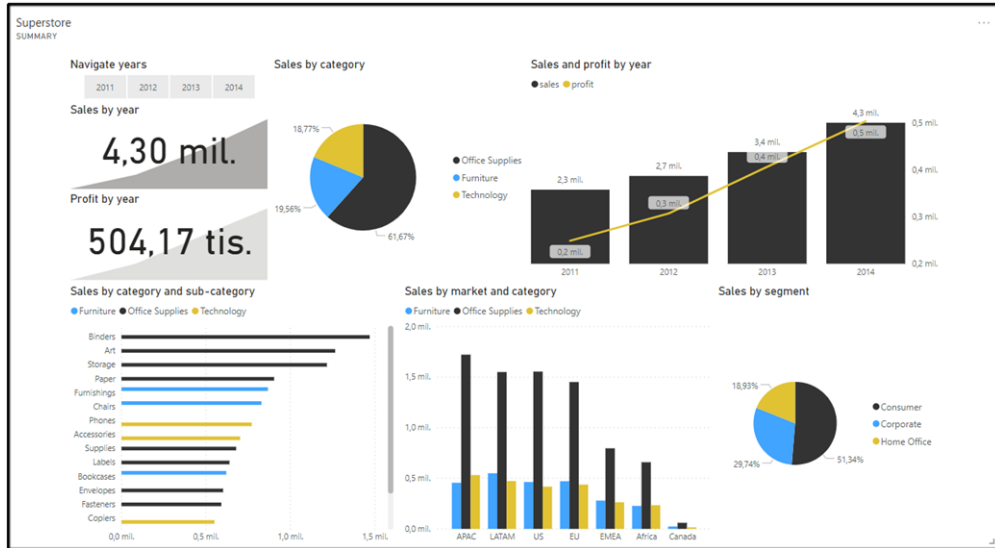 Superstore
...
SUMMARY
Navigate years
2011 2012 2013 2014
Sales by year
4,30 mil.
Profit by year
504,17 tis.
Sales by category
18,77%
19,56%
61,67%
Office Supplies
Furniture
Technology
Sales and profit by year
sales profit
2,3 mil.
2,7 mil.
3,4 mil.
4,3 mil.
0,2 mil.
0,3 mil.
0,4 mil.
0,5 mil.
0,5 mil.
0,4 mil.
0,3 mil.
0,2 mil.
2011 2012 2013 2014
Sales by category and sub-category
Furniture Office Supplies Technology
Binders
Art
Storage
Paper
Furnishings
Chairs
Phones
Accessories
Supplies
Labels
Bookcases
Envelopes
Fasteners
Copiers
0,0 mil. 0,5 mil. 1,0 mil. 1,5 mil.
Sales by market and category
Furniture Office Supplies Technology
2,0 mil.
1,5 mil.
1,0 mil.
0,5 mil.
0,0 mil.
APAC LATAM US EU EMEA Africa Canada
Sales by segment
18,93%
29,74%
51,34%
Consumer
Corporate
Home Office